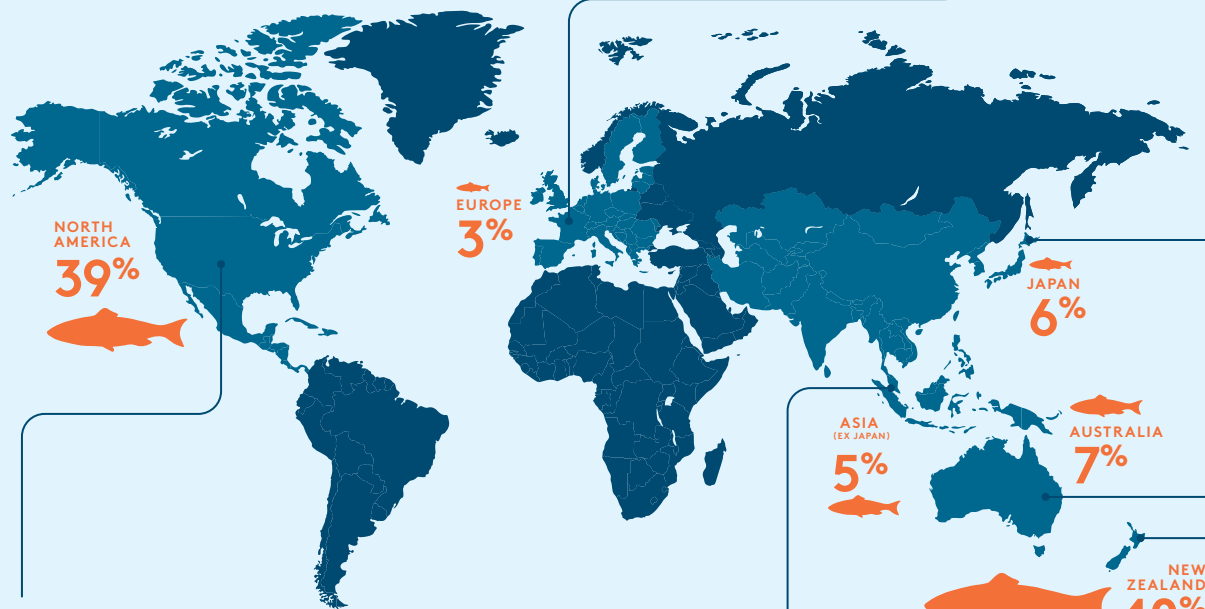 NORTH
AMERICA
39%
EUROPE
3%
JAPAN
6%
ASIA
(EX JAPAN)
5%
AUSTRALIA
7%
NEW
ZEALAND